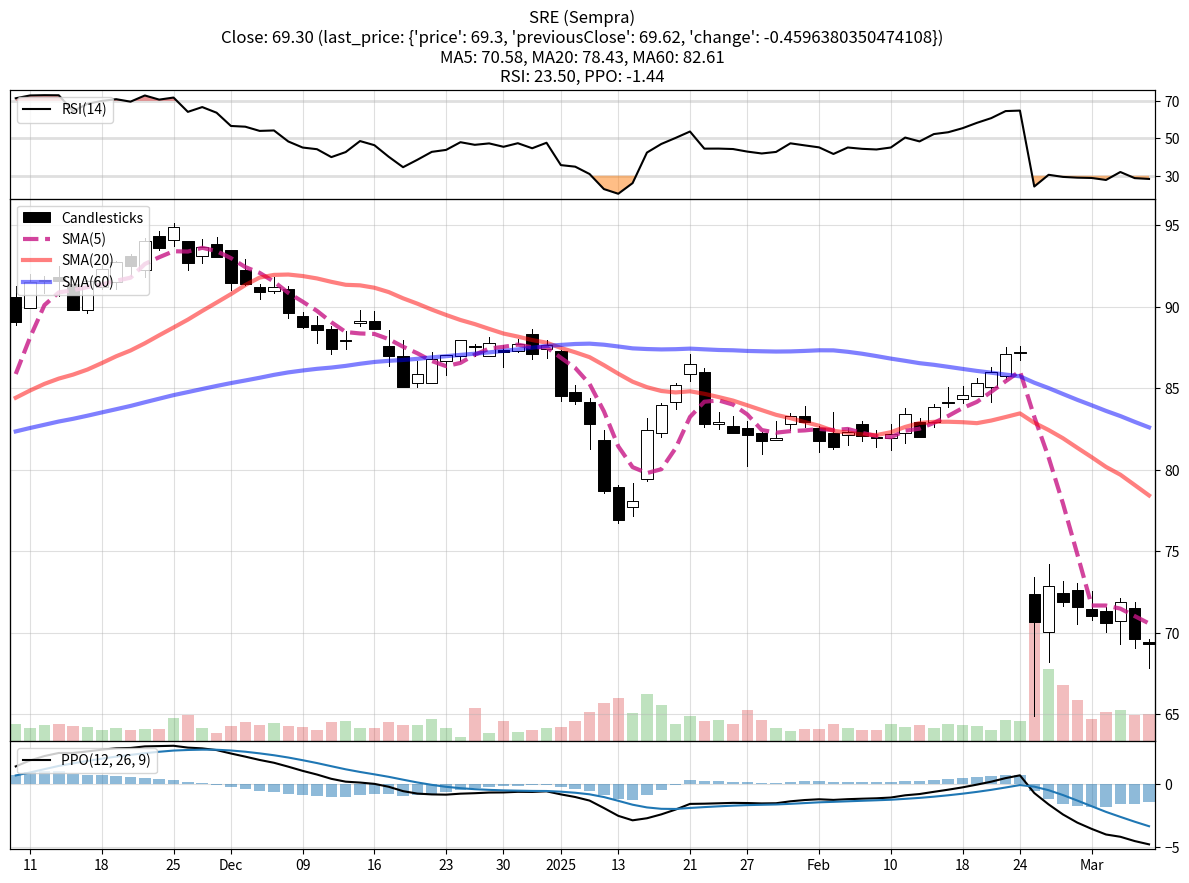 SRE (Sempra)
Close: 69.30 (last_price: {'price': 69.3, 'previousClose': 69.62, 'change': -0.4596380350474108})
MA5: 70.58, MA20: 78.43, MA60: 82.61
RSI: 23.50, PPO: -1.44
RSI(14)
70
50
30
Candlesticks
SMA(5)
SMA(20)
SMA(60)
95
90
85
80
75
70
65
PPO(12, 26, 9)
0
−5
11 18 25 Dec 09 16 23 30 2025 13 21 27 Feb 10 18 24 Mar